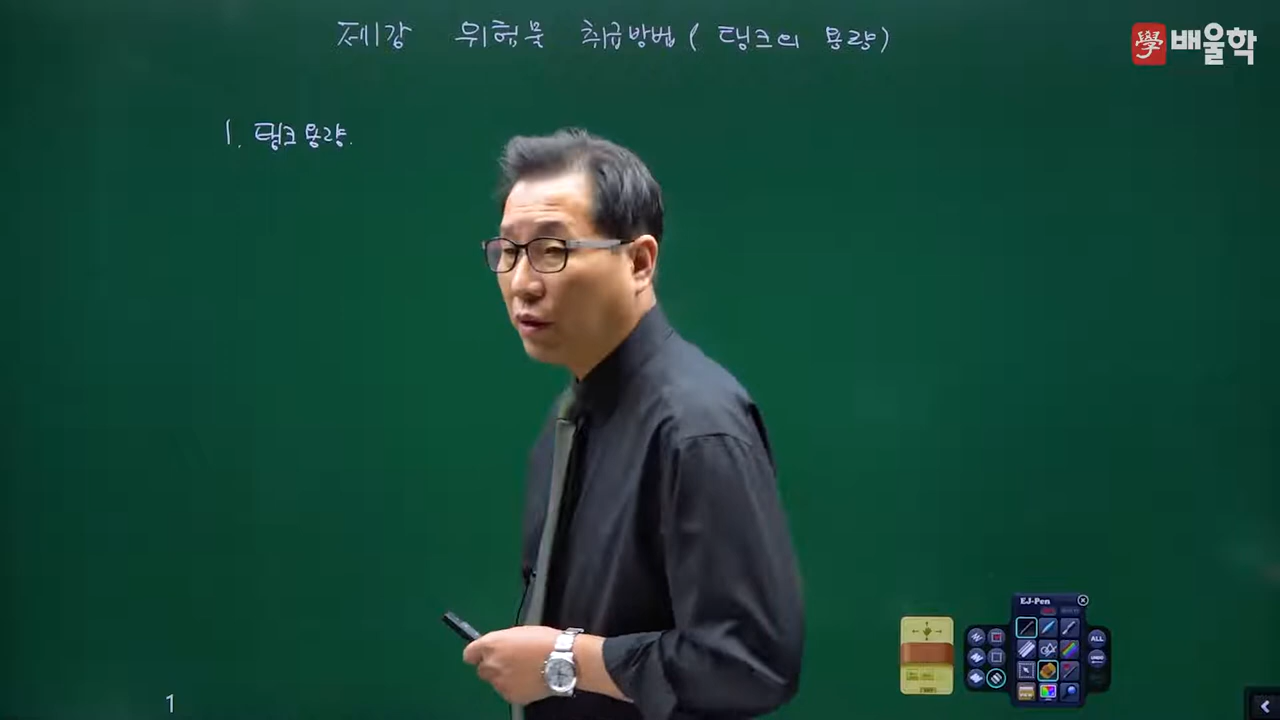 제1강 위험물 취급방법 (탱크의 용량)
學 배울학
1. 탱크용량.
EJ-Pen
ALL
1